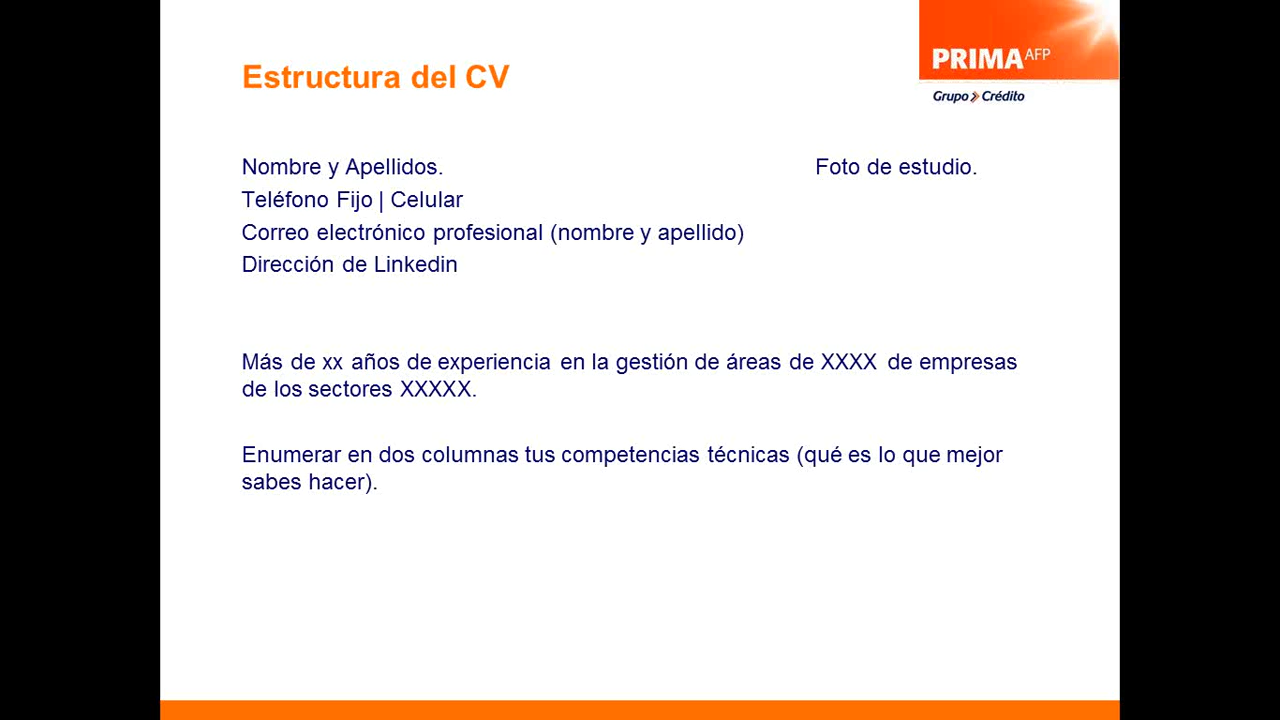 PRIMA AFP
Grupo Crédito
Estructura del CV
Nombre y Apellidos. Foto de estudio.
Teléfono Fijo | Celular
Correo electrónico profesional (nombre y apellido)
Dirección de Linkedin
Más de xx años de experiencia en la gestión de áreas de XXXX de empresas
de los sectores XXXXX.
Enumerar en dos columnas tus competencias técnicas (qué es lo que mejor
sabes hacer).